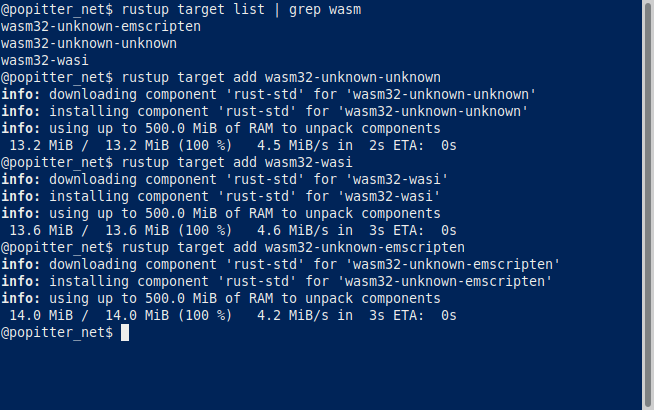 @popitter_net$ rustup target list | grep wasm
wasm32-unknown-emscripten
wasm32-unknown-unknown
wasm32-wasi
@popitter_net$ rustup target add wasm32-unknown-unknown
info: downloading component 'rust-std' for 'wasm32-unknown-unknown'
info: installing component 'rust-std' for 'wasm32-unknown-unknown'
info: using up to 500.0 MiB of RAM to unpack components
 13.2 MiB /  13.2 MiB (100 %)   4.5 MiB/s in  2s ETA:  0s
@popitter_net$ rustup target add wasm32-wasi
info: downloading component 'rust-std' for 'wasm32-wasi'
info: installing component 'rust-std' for 'wasm32-wasi'
info: using up to 500.0 MiB of RAM to unpack components
 13.6 MiB /  13.6 MiB (100 %)   4.6 MiB/s in  3s ETA:  0s
@popitter_net$ rustup target add wasm32-unknown-emscripten
info: downloading component 'rust-std' for 'wasm32-unknown-emscripten'
info: installing component 'rust-std' for 'wasm32-unknown-emscripten'
info: using up to 500.0 MiB of RAM to unpack components
 14.0 MiB /  14.0 MiB (100 %)   4.2 MiB/s in  3s ETA:  0s
@popitter_net$